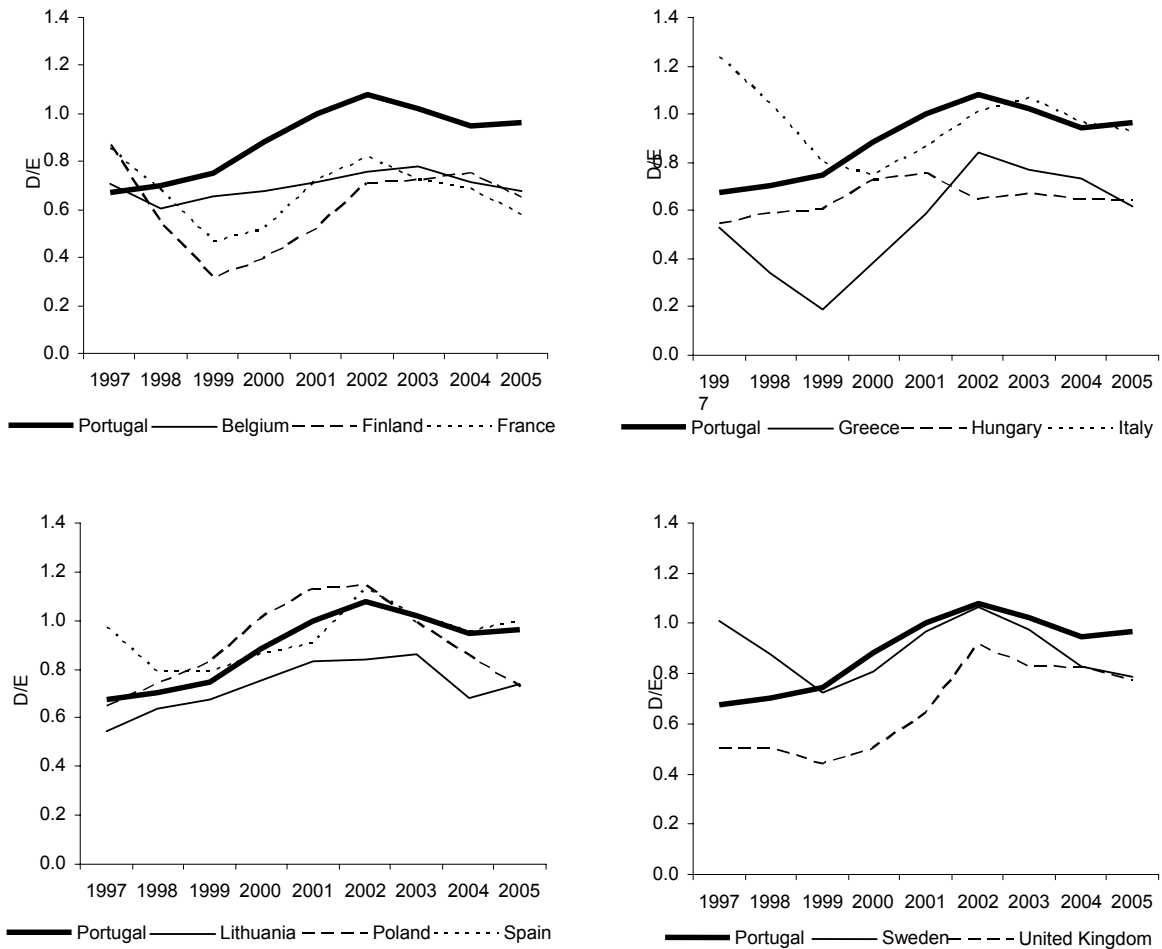 1.4
1.2
1.0
0.8
0.6
0.4
0.2
0.0
D/E
1997 1998 1999 2000 2001 2002 2003 2004 2005
Portugal Belgium Finland France
1.4
1.2
1.0
0.8
0.6
0.4
0.2
0.0
D/E
199 1998 1999 2000 2001 2002 2003 2004 2005
7
Portugal Greece Hungary Italy
1.4
1.2
1.0
0.8
0.6
0.4
0.2
0.0
D/E
1997 1998 1999 2000 2001 2002 2003 2004 2005
Portugal Lithuania Poland Spain
1.4
1.2
1.0
0.8
0.6
0.4
0.2
0.0
D/E
1997 1998 1999 2000 2001 2002 2003 2004 2005
Portugal Sweden United Kingdom